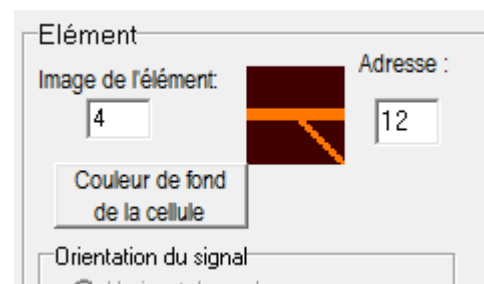 Elément
Image de l'élément:
Adresse :
4
12
Couleur de fond
de la cellule
Orientation du signal